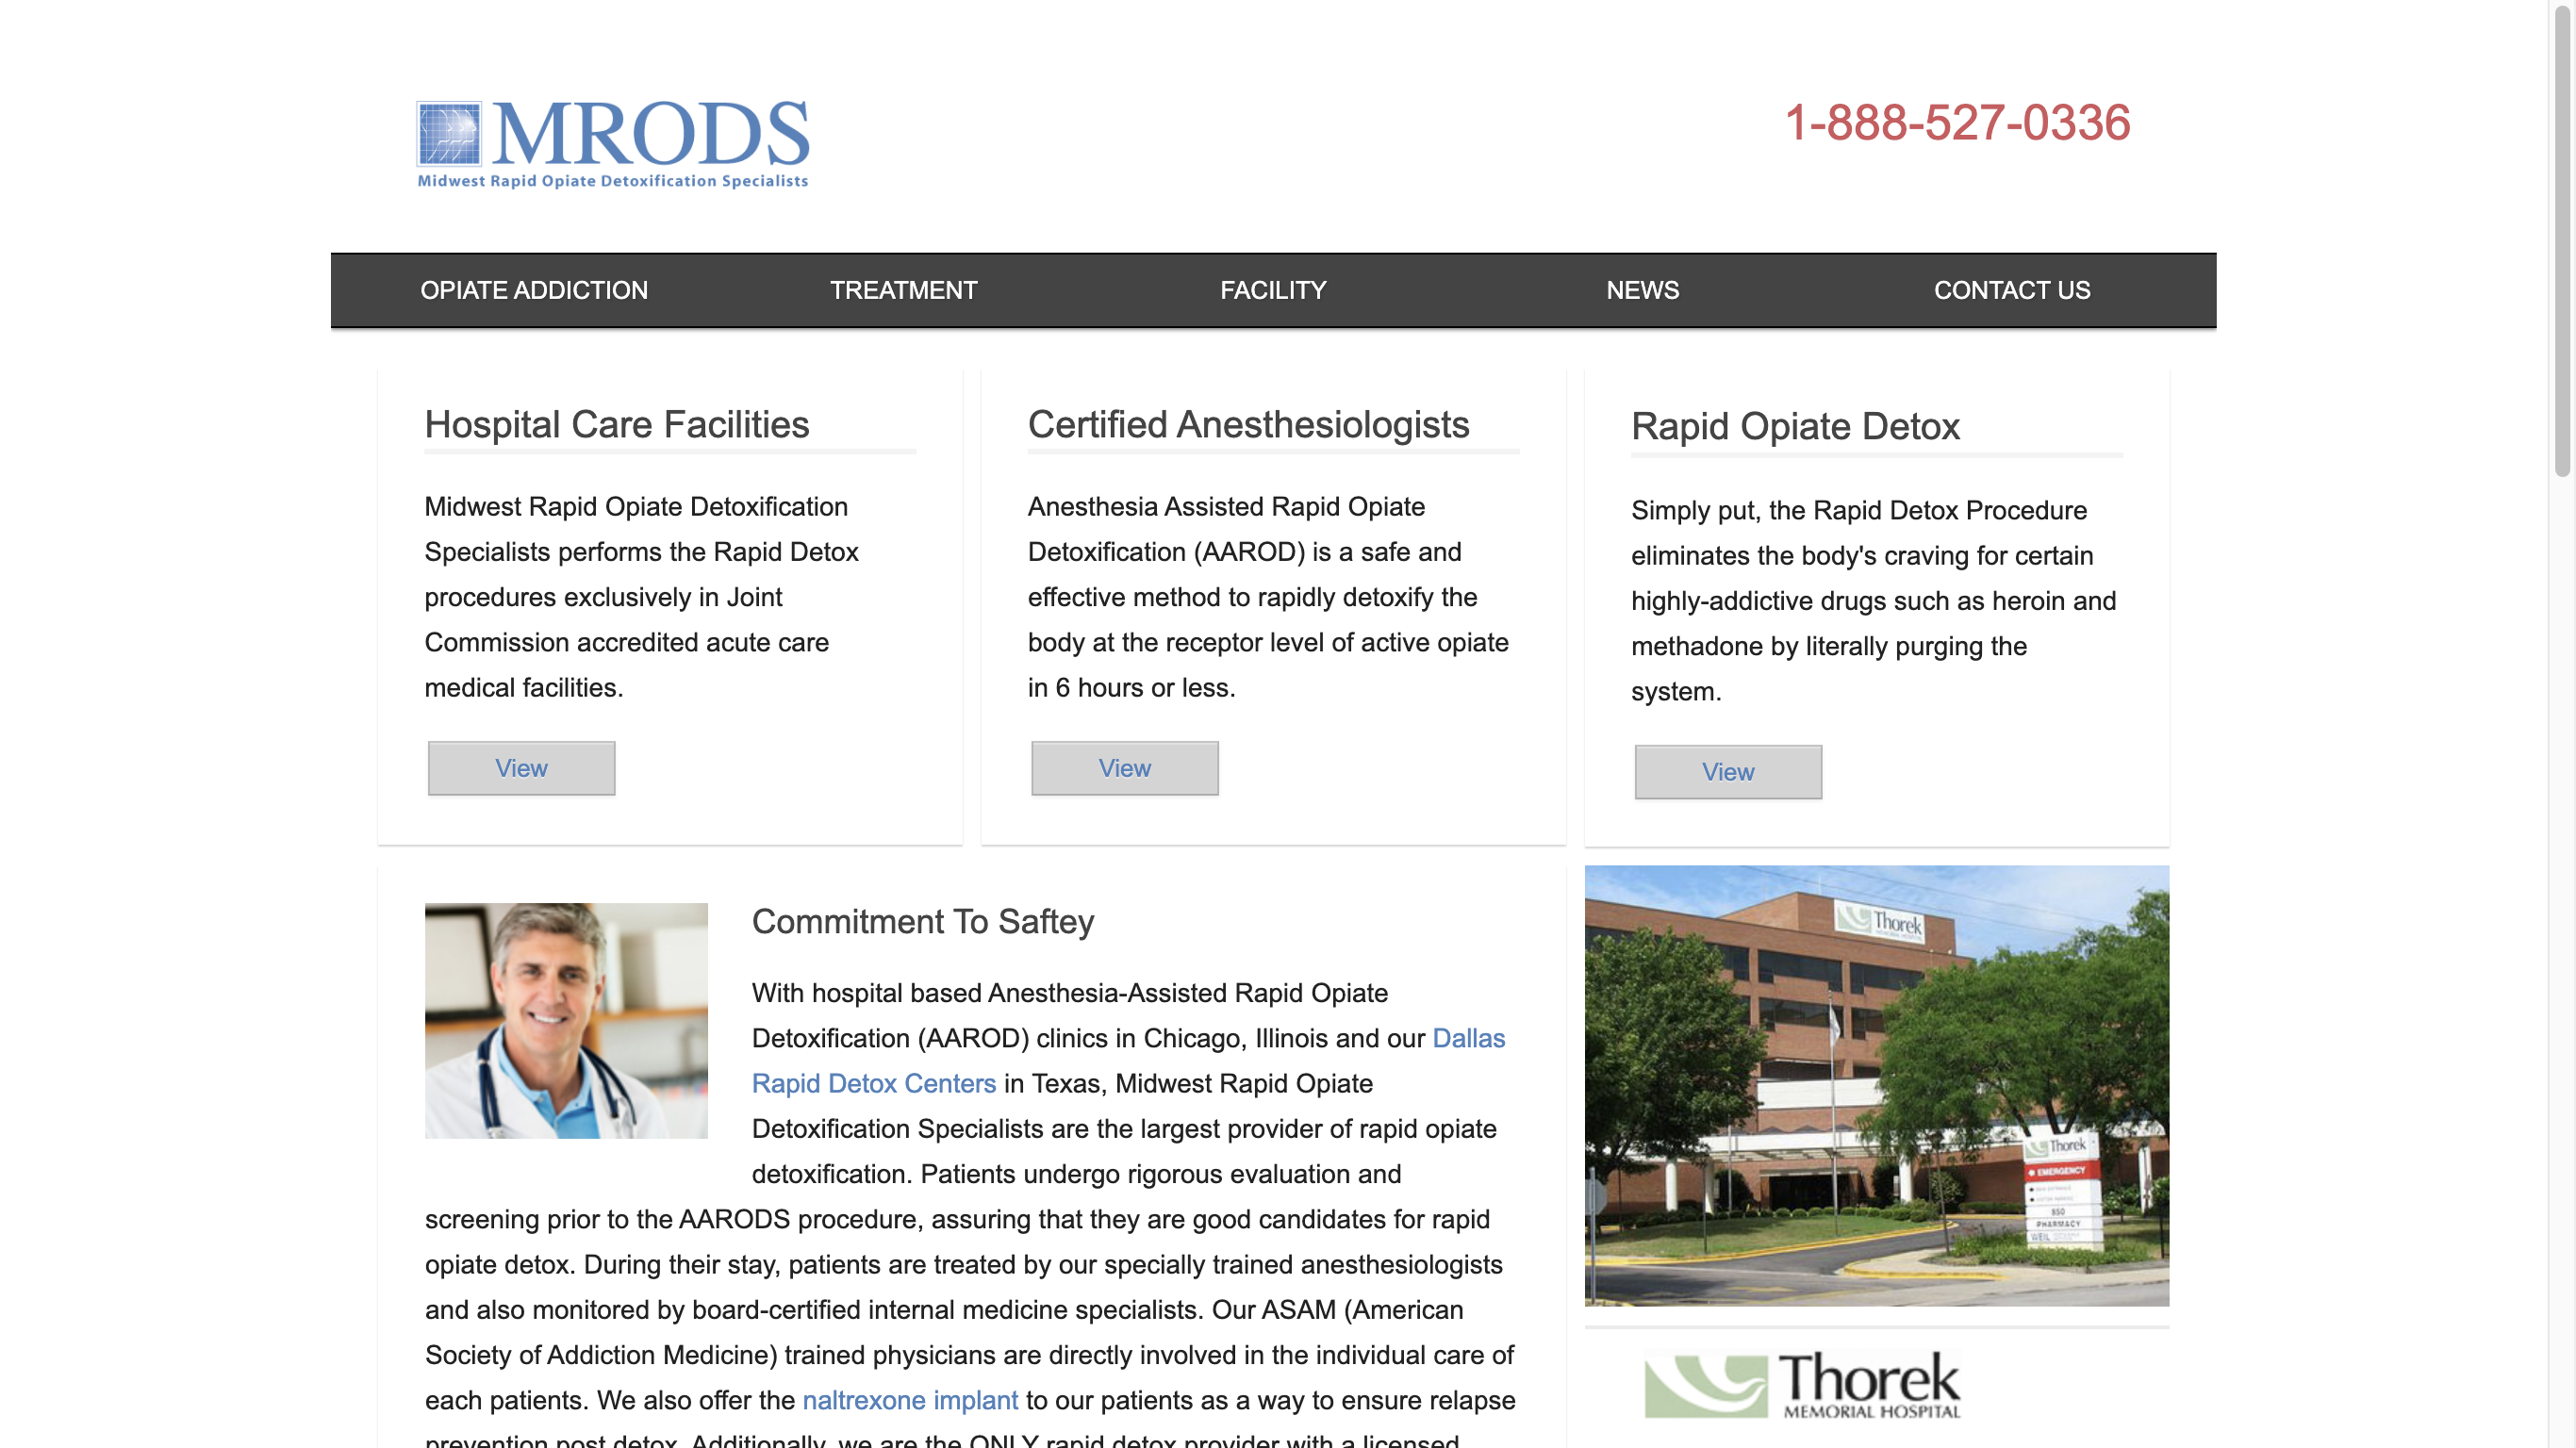 MRODS
Midwest Rapid Opiate Detoxification Specialists
1-888-527-0336
OPIATE ADDICTION
TREATMENT
FACILITY
NEWS
CONTACT US
Hospital Care Facilities
Midwest Rapid Opiate Detoxification
Specialists performs the Rapid Detox
procedures exclusively in Joint
Commission accredited acute care
medical facilities.
View
Certified Anesthesiologists
Anesthesia Assisted Rapid Opiate
Detoxification (AAROD) is a safe and
effective method to rapidly detoxify the
body at the receptor level of active opiate
in 6 hours or less.
View
Rapid Opiate Detox
Simply put, the Rapid Detox Procedure
eliminates the body's craving for certain
highly-addictive drugs such as heroin and
methadone by literally purging the
system.
View
Commitment To Saftey
With hospital based Anesthesia-Assisted Rapid Opiate
Detoxification (AAROD) clinics in Chicago, Illinois and our Dallas
Rapid Detox Centers in Texas, Midwest Rapid Opiate
Detoxification Specialists are the largest provider of rapid opiate
detoxification. Patients undergo rigorous evaluation and
screening prior to the AARODS procedure, assuring that they are good candidates for rapid
opiate detox. During their stay, patients are treated by our specially trained anesthesiologists
and also monitored by board-certified internal medicine specialists. Our ASAM (American
Society of Addiction Medicine) trained physicians are directly involved in the individual care of
each patients. We also offer the naltrexone implant to our patients as a way to ensure relapse
prevention post detox. Additionally, we are the ONLY rapid detox provider with a licensed
Thorek
MEMORIAL HOSPITAL
Thorek
EMERGENCY
850
PHARMACY
WEIL
Thorek
MEMORIAL HOSPITAL